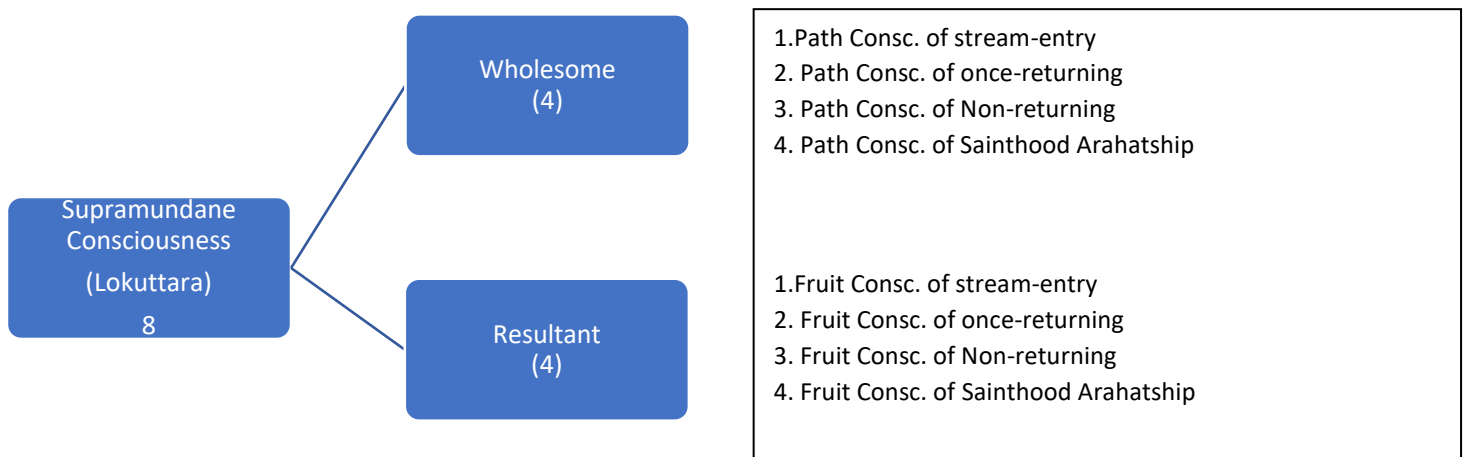 Supramundane
Consciousness
(Lokuttara)
8
Wholesome
(4)
Resultant
(4)
1.Path Consc. of stream-entry
2. Path Consc. of once-returning
3. Path Consc. of Non-returning
4. Path Consc. of Sainthood Arahatship
1.Fruit Consc. of stream-entry
2. Fruit Consc. of once-returning
3. Fruit Consc. of Non-returning
4. Fruit Consc. of Sainthood Arahatship